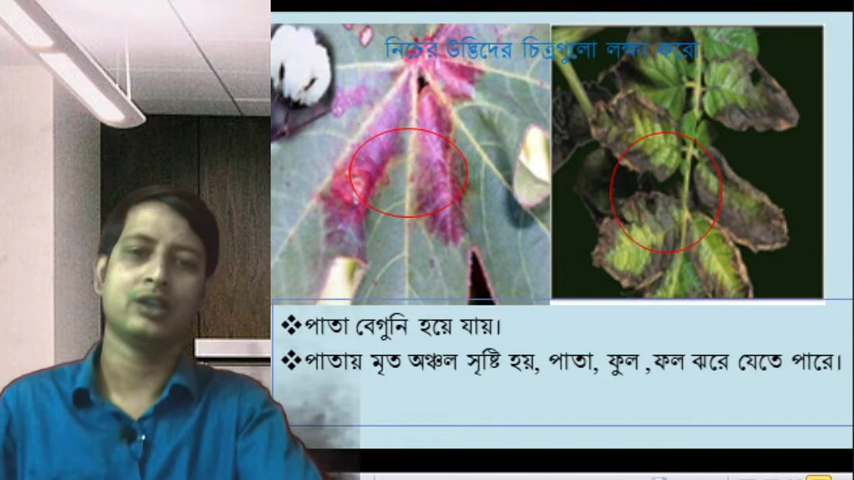 নিচের উদ্ভিদের চিত্রগুলো লক্ষ্য করো
❖পাতা বেগুনি হয়ে যায়।
❖পাতায় মৃত অঞ্চল সৃষ্টি হয়, পাতা, ফুল ,ফল ঝরে যেতে পারে।